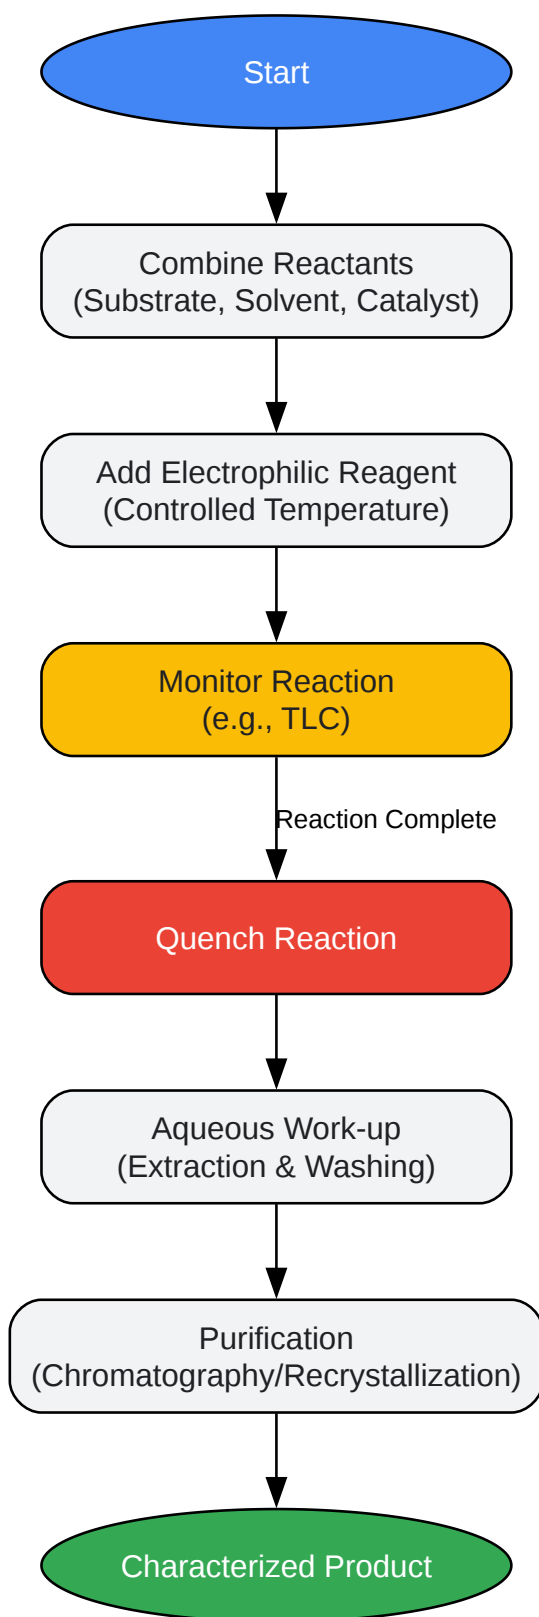 Start
Combine Reactants
(Substrate, Solvent, Catalyst)
Add Electrophilic Reagent
(Controlled Temperature)
Monitor Reaction
(e.g., TLC)
Reaction Complete
Quench Reaction
Aqueous Work-up
(Extraction & Washing)
Purification
(Chromatography/Recrystallization)
Characterized Product